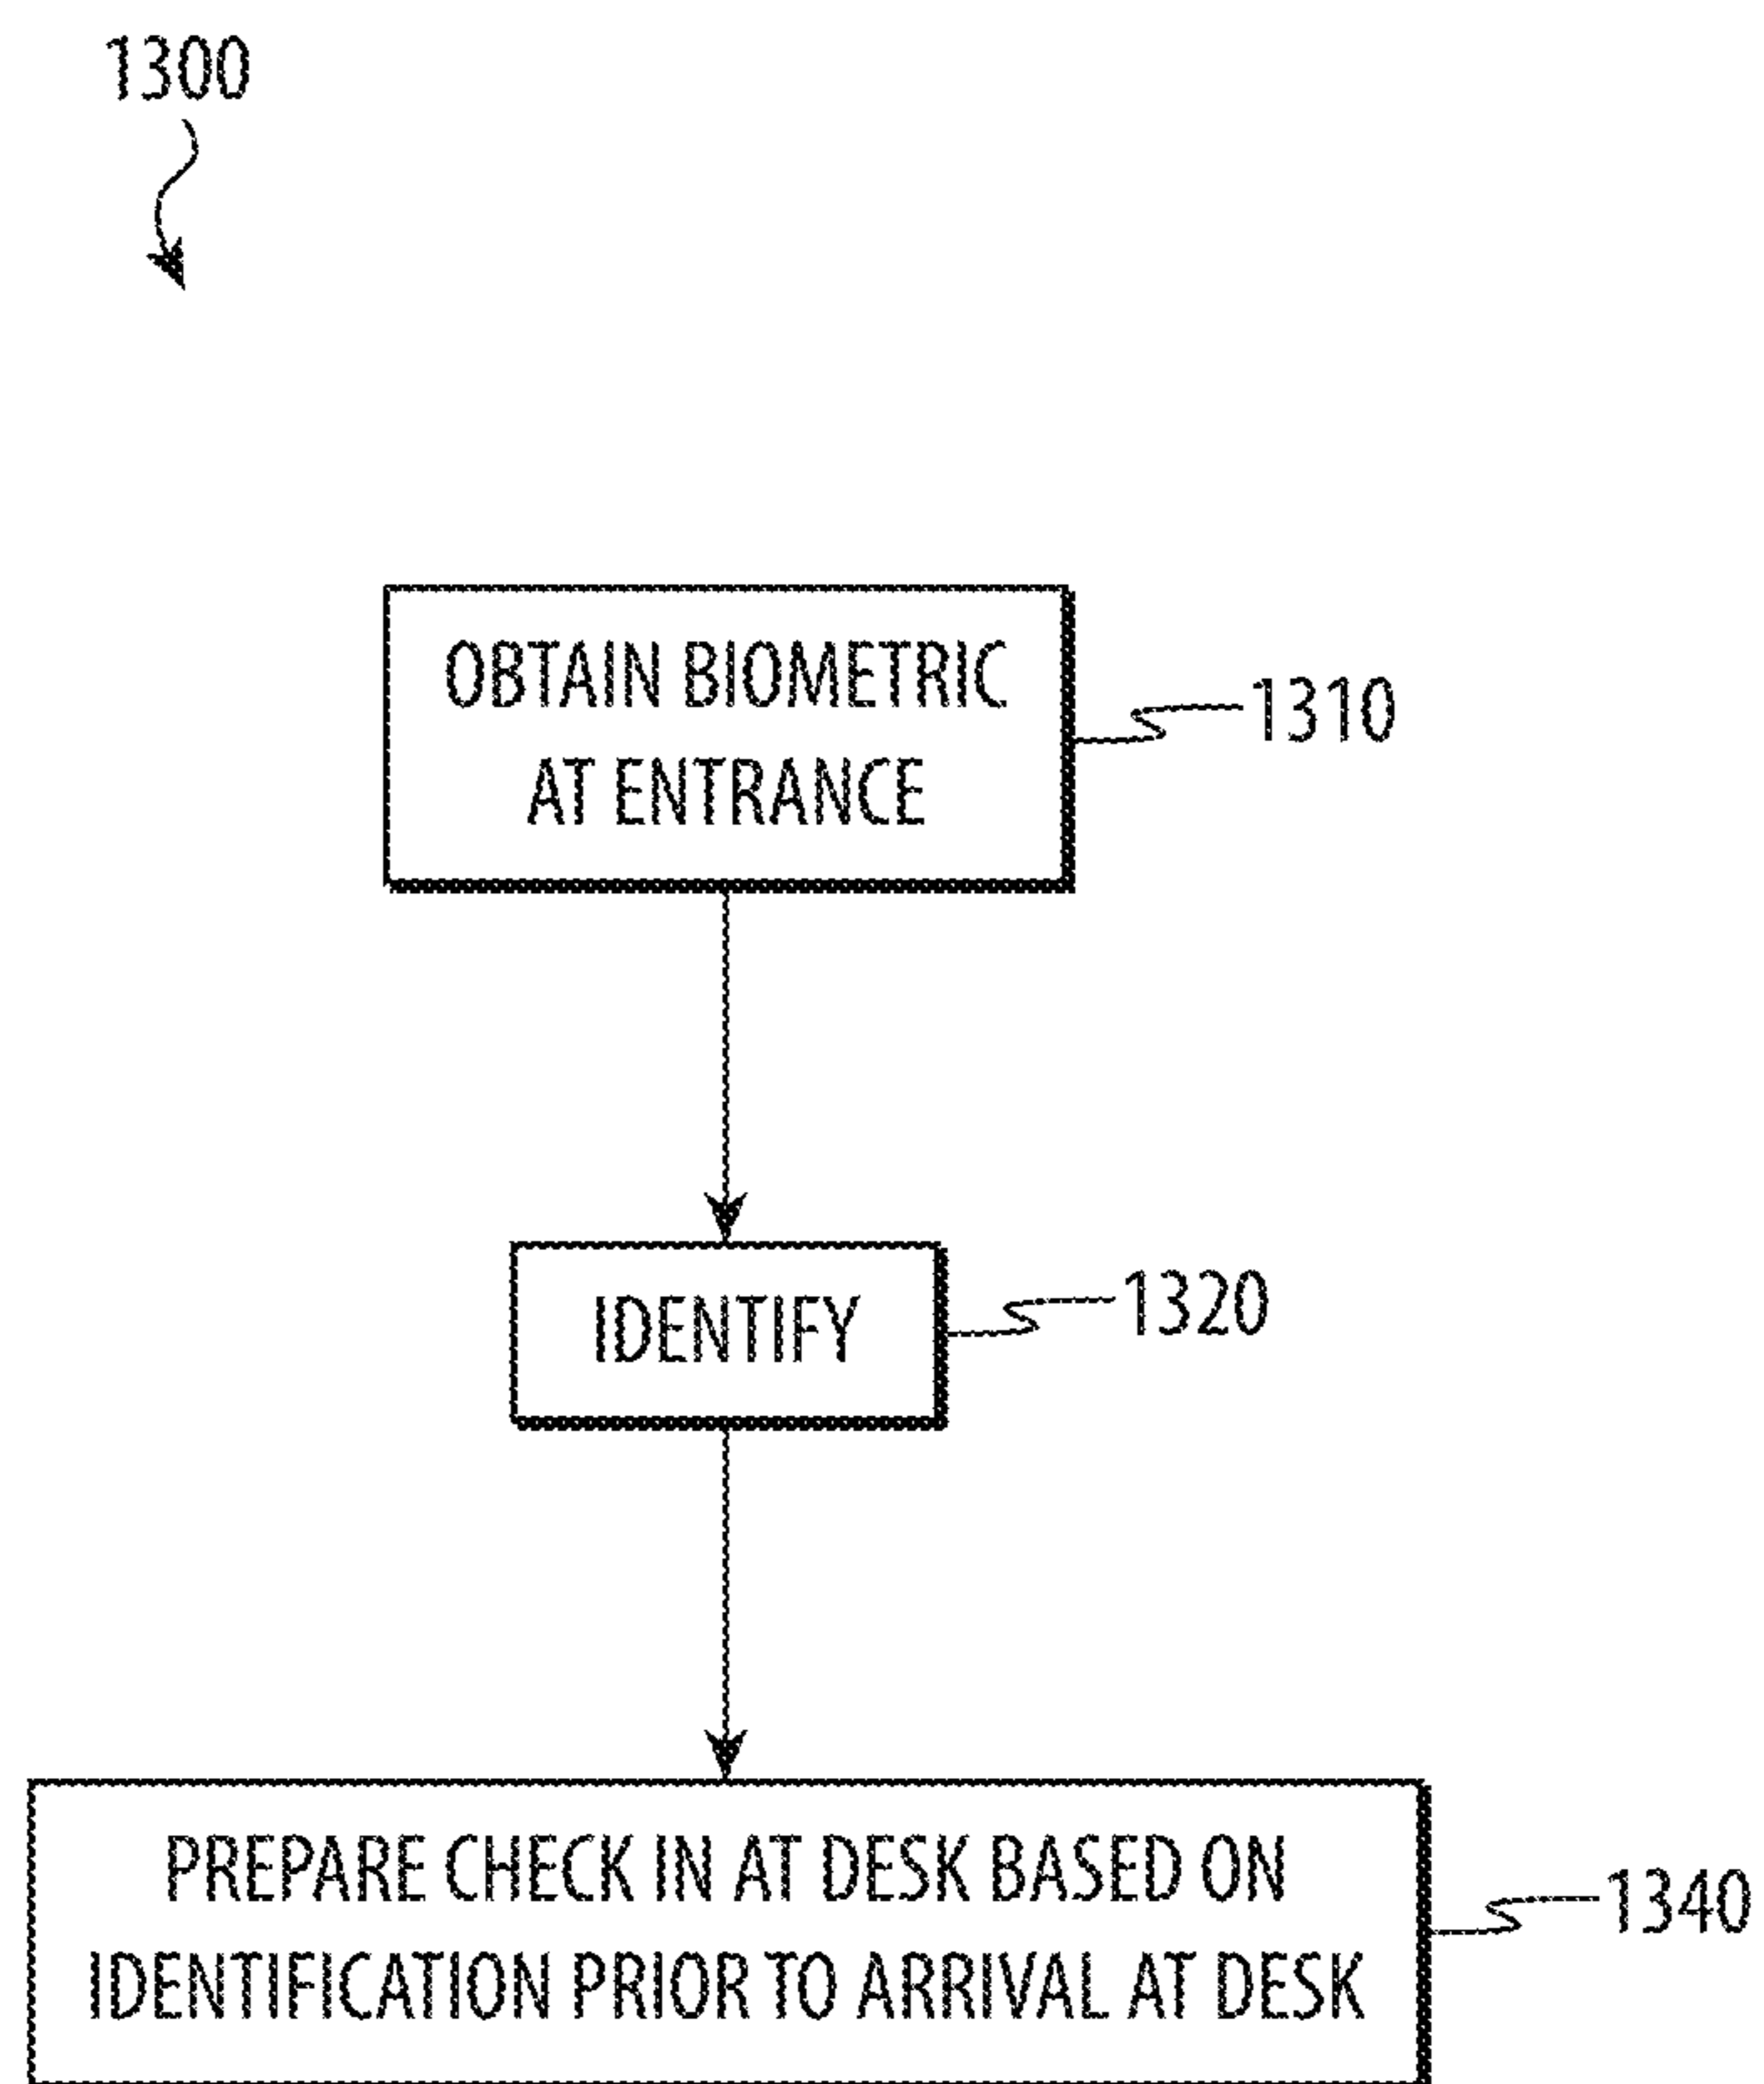 1300
OBTAIN BIOMETRIC
AT ENTRANCE
1310
IDENTIFY
1320
PREPARE CHECK IN AT DESK BASED ON
IDENTIFICATION PRIOR TO ARRIVAL AT DESK
1340